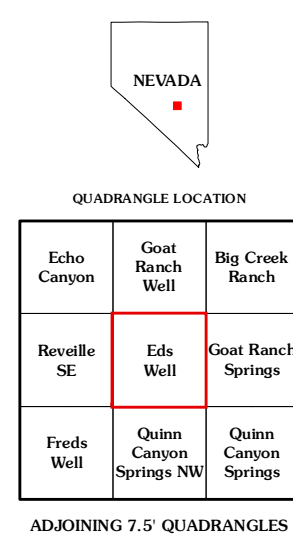 NEVADA
QUADRANGLE LOCATION
Echo
Canyon
Goat
Ranch
Well
Big Creek
Ranch
Reveille
SE
Eds
Well
Goat Ranch
Springs
Freds
Well
Quinn
Canyon
Springs NW
Quinn
Canyon
Springs
ADJOINING 7.5' QUADRANGLES